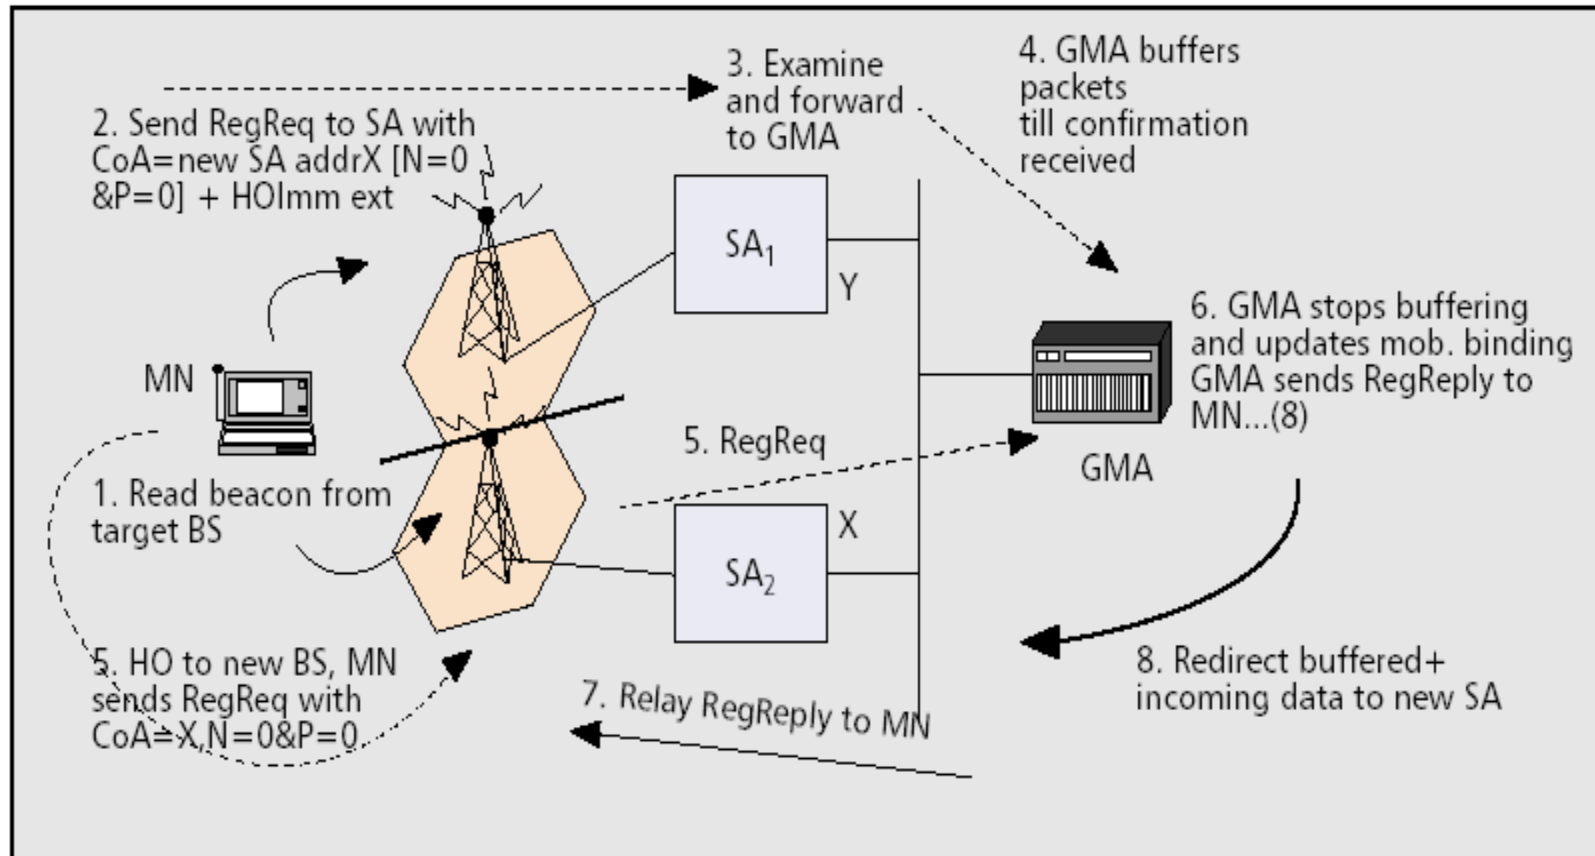 2. Send RegReq to SA with
CoA=new SA addrX [N=0
&P=0] + HOImm ext
3. Examine
and forward
to GMA
4. GMA buffers
packets
till confirmation
received
SA1
Y
MN
6. GMA stops buffering
and updates mob. binding
GMA sends RegReply to
MN...(8)
5. RegReq
GMA
1. Read beacon from
target BS
X
SA2
5. HO to new BS, MN
sends RegReq with
CoA=X,N=0&P=0
7. Relay RegReply to MN
8. Redirect buffered+
incoming data to new SA